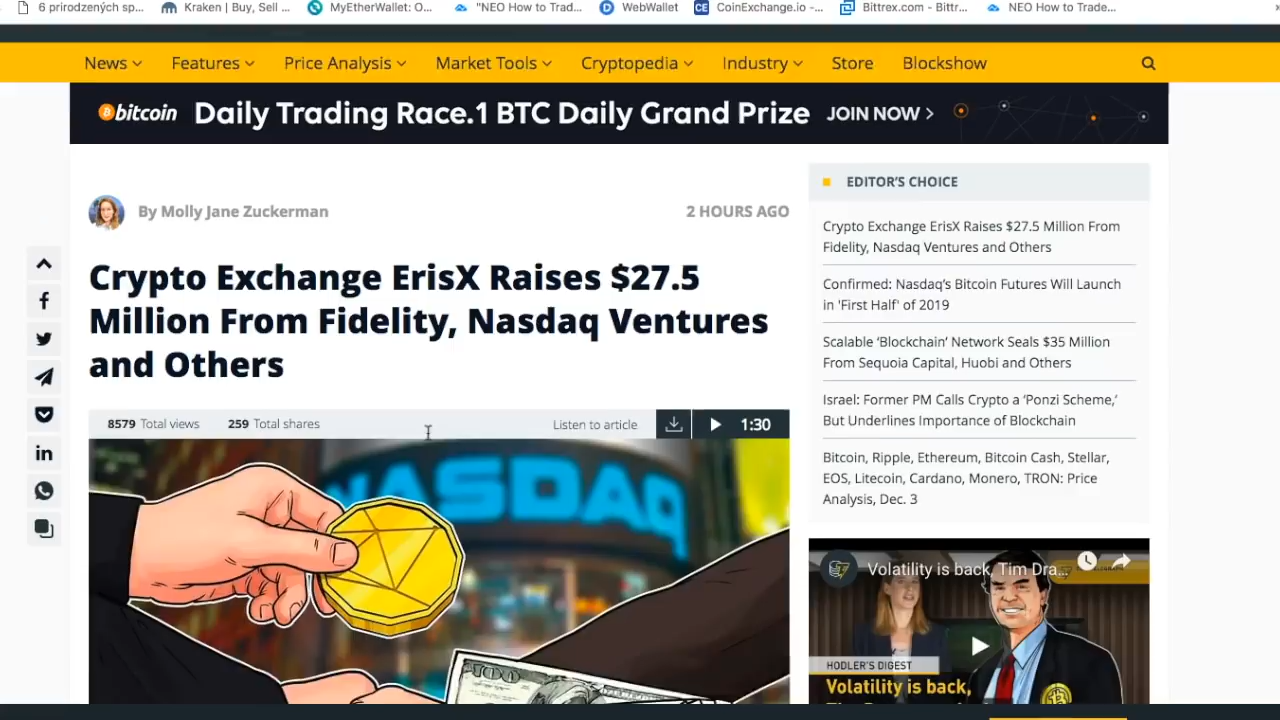 6 prirodzených sp...
Kraken | Buy, Sell ...
MyEtherWallet: O...
"NEO How to Trad...
WebWallet
CE
CoinExchange.io -...
Bittrex.com - Bittr...
NEO How to Trade...
News
Features
Price Analysis
Market Tools
Cryptopedia
Industry
Store
Blockshow
bitcoin
Daily Trading Race.1 BTC Daily Grand Prize
JOIN NOW >
By Molly Jane Zuckerman
2 HOURS AGO
Crypto Exchange ErisX Raises $27.5
Million From Fidelity, Nasdaq Ventures
and Others
8579 Total views
259 Total shares
Listen to article
1:30
NASDAQ
100
EDITOR'S CHOICE
Crypto Exchange ErisX Raises $27.5 Million From
Fidelity, Nasdaq Ventures and Others
Confirmed: Nasdaq's Bitcoin Futures Will Launch
in 'First Half' of 2019
Scalable 'Blockchain' Network Seals $35 Million
From Sequoia Capital, Huobi and Others
Israel: Former PM Calls Crypto a 'Ponzi Scheme,'
But Underlines Importance of Blockchain
Bitcoin, Ripple, Ethereum, Bitcoin Cash, Stellar,
EOS, Litecoin, Cardano, Monero, TRON: Price
Analysis, Dec. 3
Volatility is back, Tim Dra...
HODLER'S DIGEST
Volatility is back,